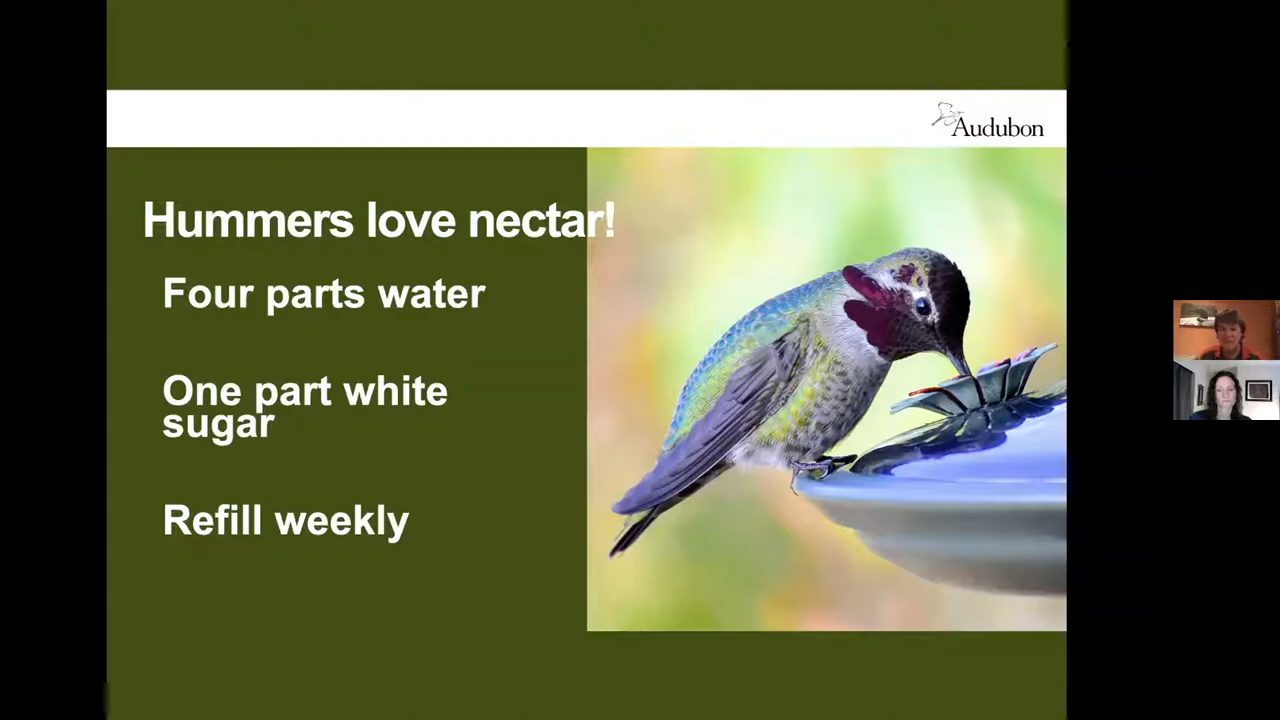 Audubon
Hummers love nectar!
Four parts water
One part white
sugar
Refill weekly